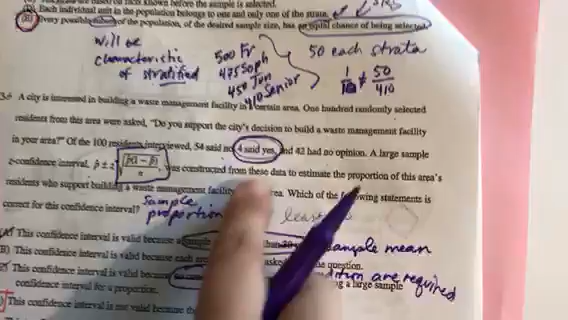 (D) Each individual unit in the population belongs to one and only one of the strata.
(E) Every possible of the population, of the desired sample size, has an equal chance of being selected.
will be
characteristic
of stratified
500 Fr
475 Soph
450 Jun
410 Senior
50 each strata
50
410
A city is interested in building a waste management facility in a certain area. One hundred randomly selected
residents from this area were asked, "Do you support the city's decision to build a waste management facility
in your area?" Of the 100 residents interviewed, 54 said no, 4 said yes, and 42 had no opinion. A large sample
z-confidence interval, p̂ ± was constructed from these data to estimate the proportion of this area's
residents who support building a waste management facility area. Which of the following statements is
correct for this confidence interval?
Sample
proportion
least
(A) This confidence interval is valid because a sample than 30
sample mean
(B) This confidence interval is valid because each asked the question.
This confidence interval is valid because
are required
a large sample
confidence interval for a proportion.
This confidence interval is not valid because the